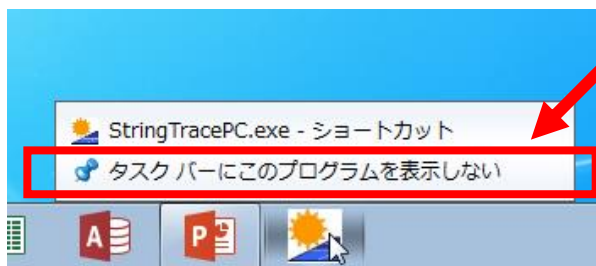 StringTracePC.exe - ショートカット
タスク バーにこのプログラムを表示しない
A
P